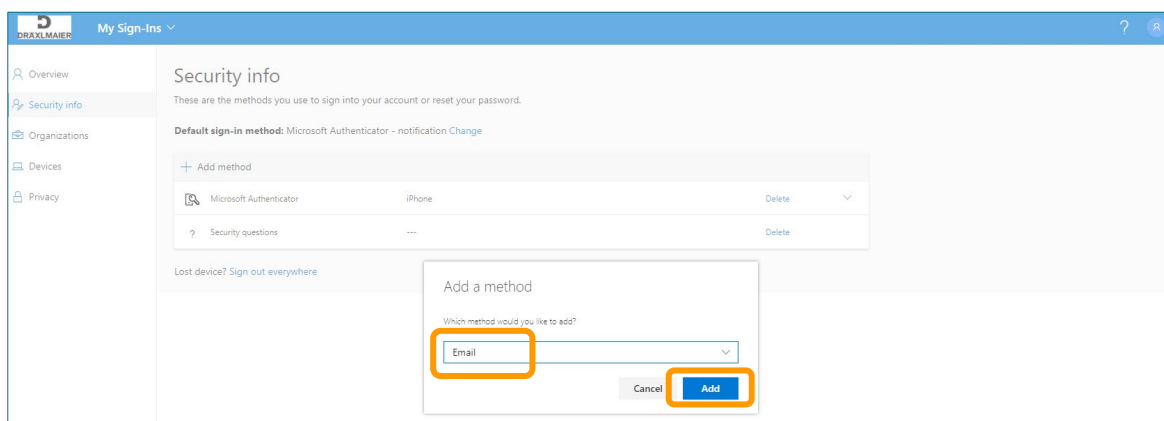 DRÄXLMAIER
My Sign-Ins
?
R
Overview
Security info
Organizations
Devices
Privacy
Security info
These are the methods you use to sign into your account or reset your password.
Default sign-in method: Microsoft Authenticator - notification Change
+ Add method
Microsoft Authenticator iPhone Delete
? Security questions --- Delete
Lost device? Sign out everywhere
Add a method
Which method would you like to add?
Email
Cancel Add